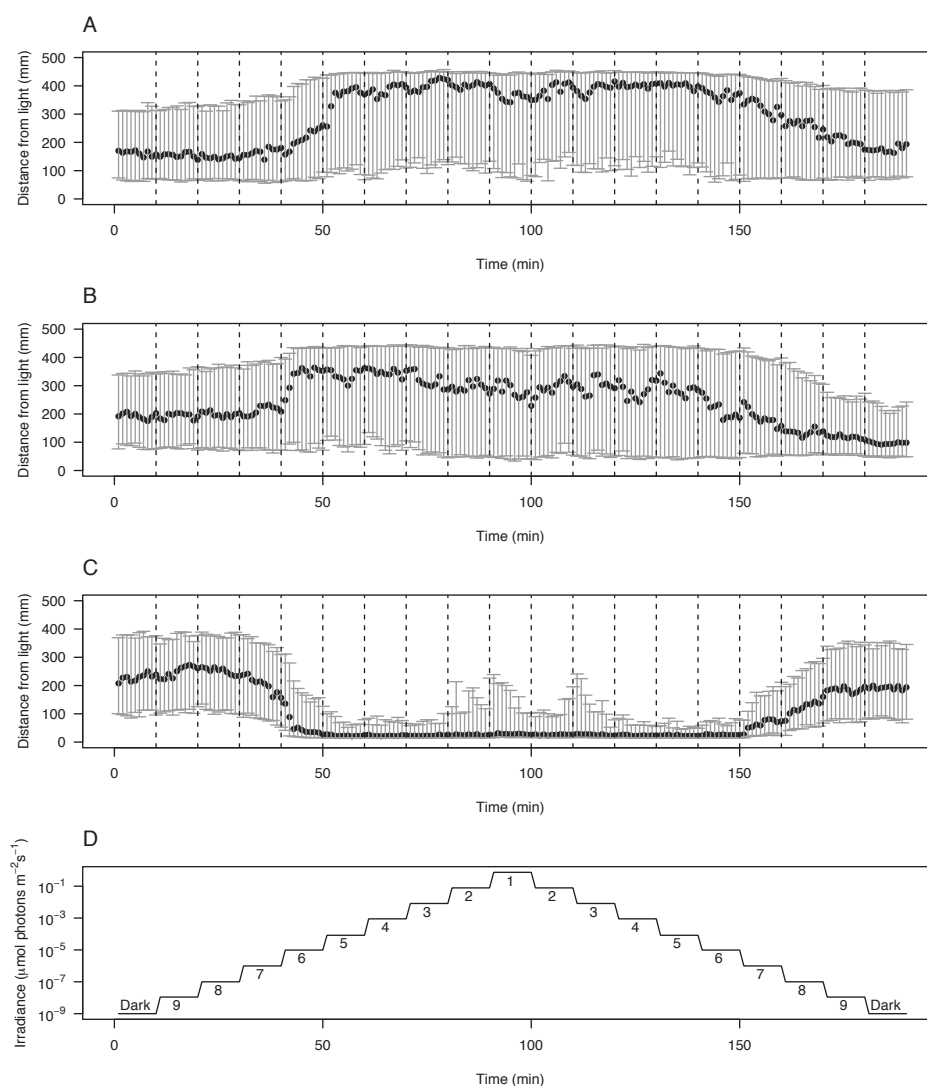 A
Distance from light (mm)
500
400
300
200
100
0
0 50 100 150
Time (min)
B
Distance from light (mm)
500
400
300
200
100
0
0 50 100 150
Time (min)
C
Distance from light (mm)
500
400
300
200
100
0
0 50 100 150
Time (min)
D
Irradiance (μmol photons m⁻²s⁻¹)
10⁻¹
10⁻³
10⁻⁵
10⁻⁷
10⁻⁹
Dark 9 8 7 6 5 4 3 2 1 2 3 4 5 6 7 8 9 Dark
0 50 100 150
Time (min)